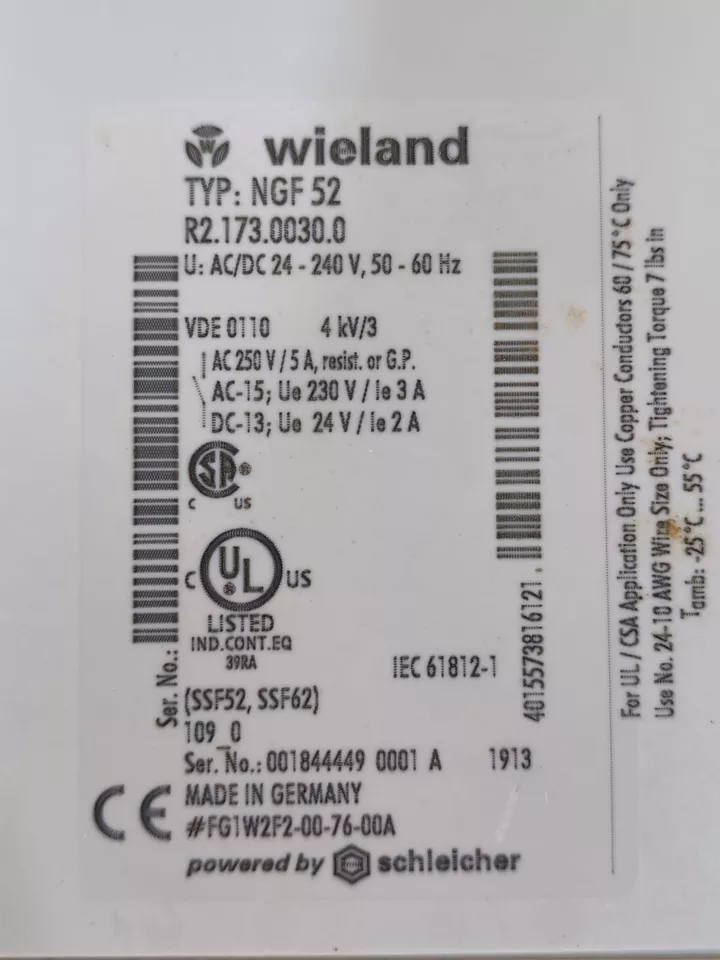 wieland
TYP: NGF 52
R2.173.0030.0
U: AC/DC 24 - 240 V, 50 - 60 Hz
VDE 0110 4 kV/3
AC 250 V / 5 A, resist. or G.P.
AC-15; Ue 230 V / Ie 3 A
DC-13; Ue 24 V / Ie 2 A
SA
C US
C UL US
LISTED
IND.CONT.EQ
39RA
IEC 61812-1
(SSF52, SSF62)
109_0
Ser. No.: 001844449 0001 A 1913
MADE IN GERMANY
CE #FG1W2F2-00-76-00A
powered by schleicher
Ser. No.:
4015573816121
For UL / CSA Application Only Use Copper Conductors 60 / 75°C Only
Use No. 24-10 AWG Wire Size Only; Tightening Torque 7 lbs in
Tamb: -25°C ... 55°C